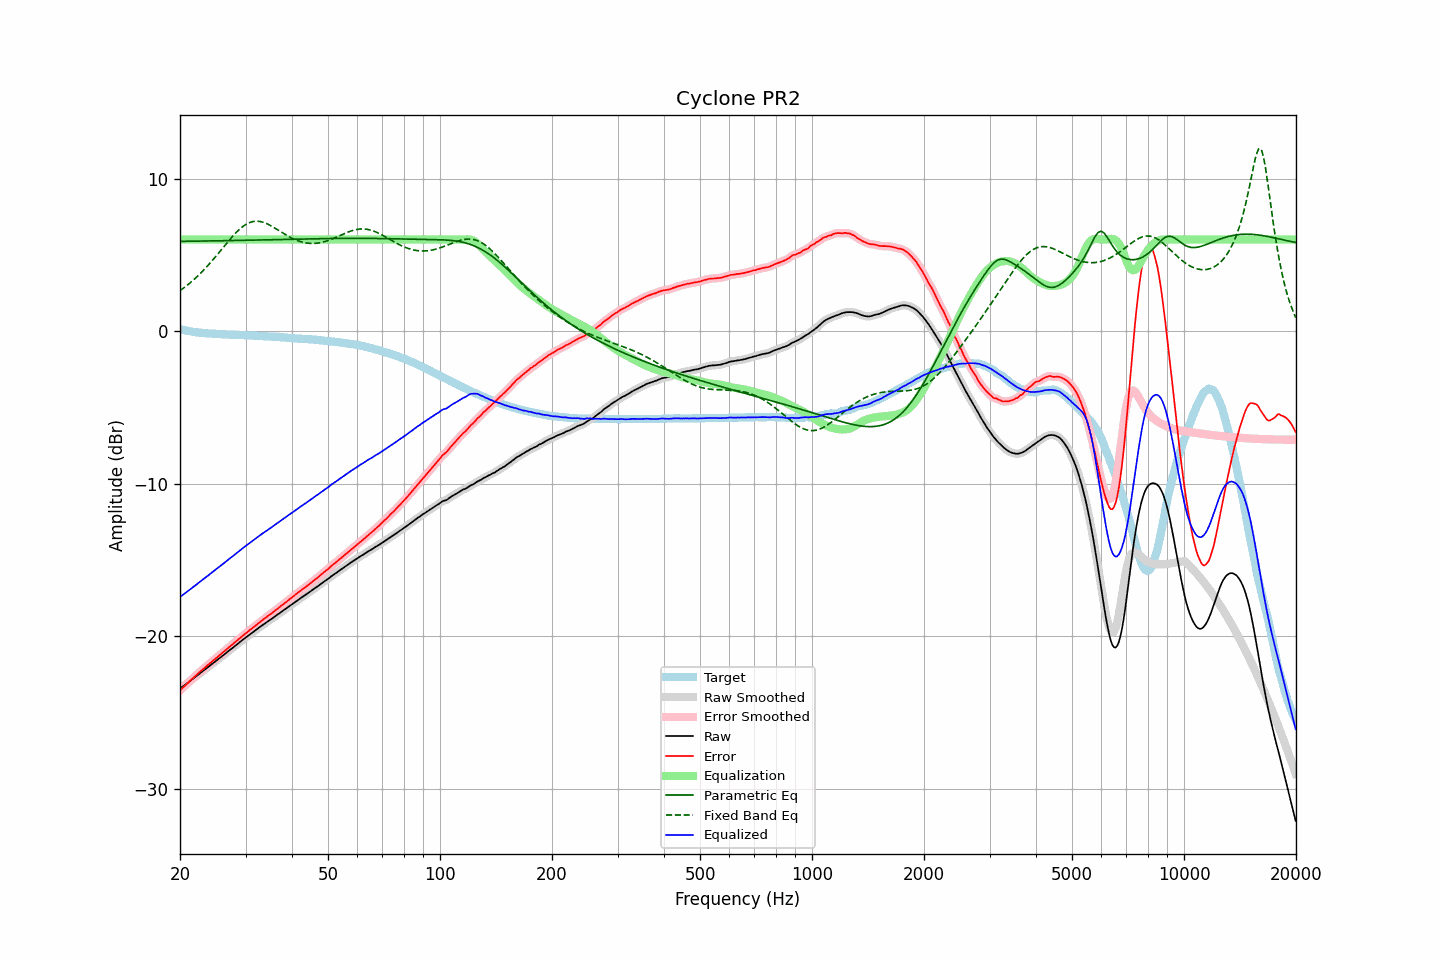 Cyclone PR2
Amplitude (dBr)
10
0
−10
−20
−30
Target
Raw Smoothed
Error Smoothed
Raw
Error
Equalization
Parametric Eq
Fixed Band Eq
Equalized
20 50 100 200 500 1000 2000 5000 10000 20000
Frequency (Hz)